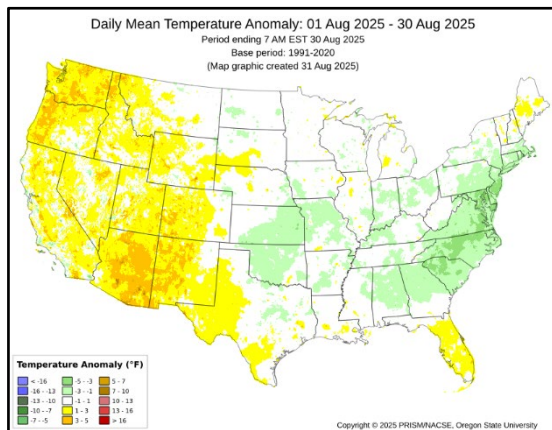 Daily Mean Temperature Anomaly: 01 Aug 2025 - 30 Aug 2025
Period ending 7 AM EST 30 Aug 2025
Base period: 1991-2020
(Map graphic created 31 Aug 2025)
Temperature Anomaly (°F)
< -16 -5 - -3 5 - 7
-16 - -13 -3 - -1 7 - 10
-13 - -10 -1 - 1 10 - 13
-10 - -7 1 - 3 13 - 16
-7 - -5 3 - 5 > 16
Copyright © 2025 PRISM/NACSE, Oregon State University